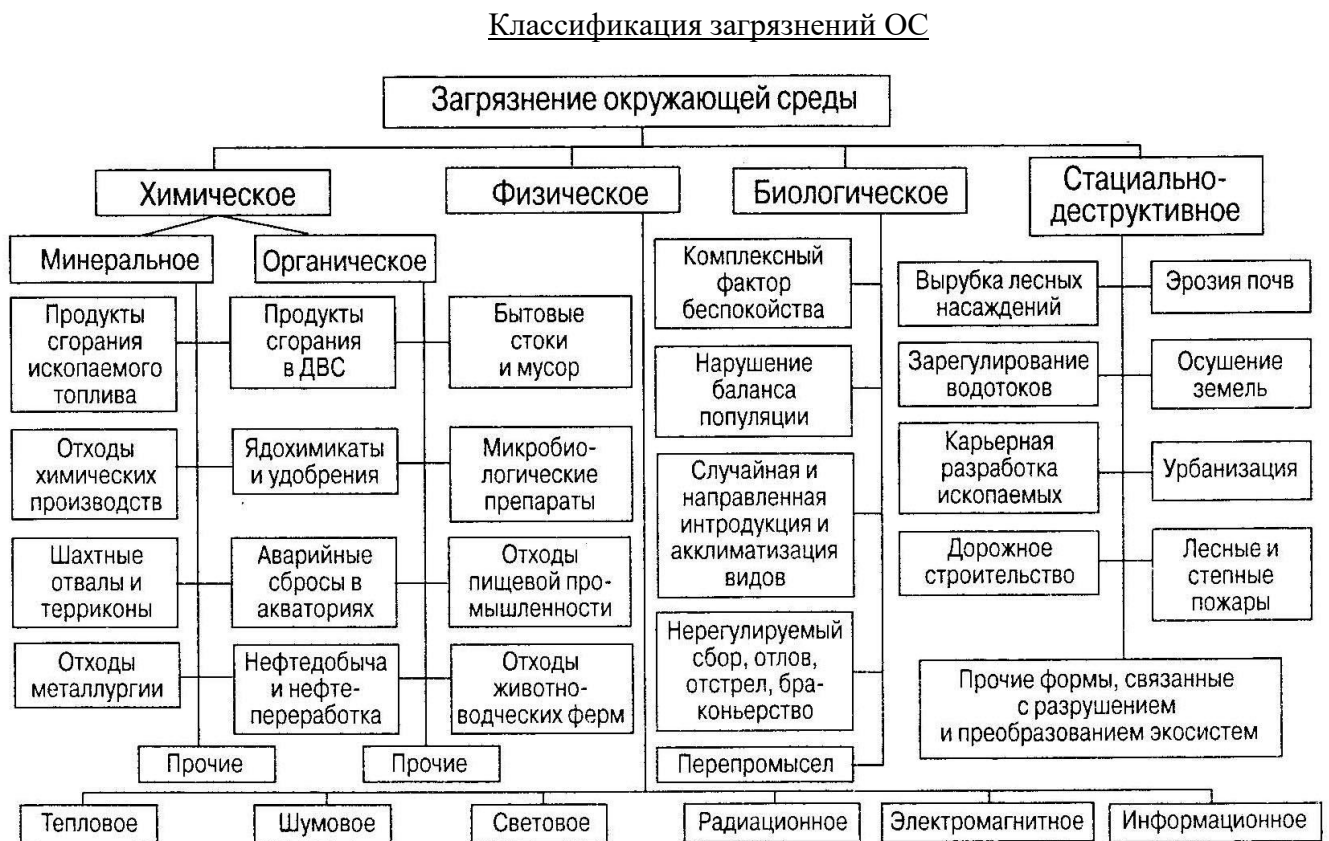 Классификация загрязнений ОС
Загрязнение окружающей среды
Химическое
Физическое
Биологическое
Стациально-
деструктивное
Минеральное
Органическое
Продукты
сгорания
ископаемого
топлива
Отходы
химических
производств
Шахтные
отвалы и
терриконы
Отходы
металлургии
Прочие
Продукты
сгорания
в ДВС
Ядохимикаты
и удобрения
Аварийные
сбросы в
акваториях
Нефтедобыча
и нефте-
переработка
Прочие
Бытовые
стоки
и мусор
Микробио-
логические
препараты
Отходы
пищевой про-
мышленности
Отходы
животно-
водческих ферм
Комплексный
фактор
беспокойства
Нарушение
баланса
популяции
Случайная и
направленная
интродукция и
акклиматизация
видов
Нерегулируемый
сбор, отлов,
отстрел, бра-
коньерство
Перепромысел
Вырубка лесных
насаждений
Зарегулирование
водотоков
Карьерная
разработка
ископаемых
Дорожное
строительство
Эрозия почв
Осушение
земель
Урбанизация
Лесные и
степные
пожары
Прочие формы, связанные
с разрушением
и преобразованием экосистем
Тепловое
Шумовое
Световое
Радиационное
Электромагнитное
Информационное